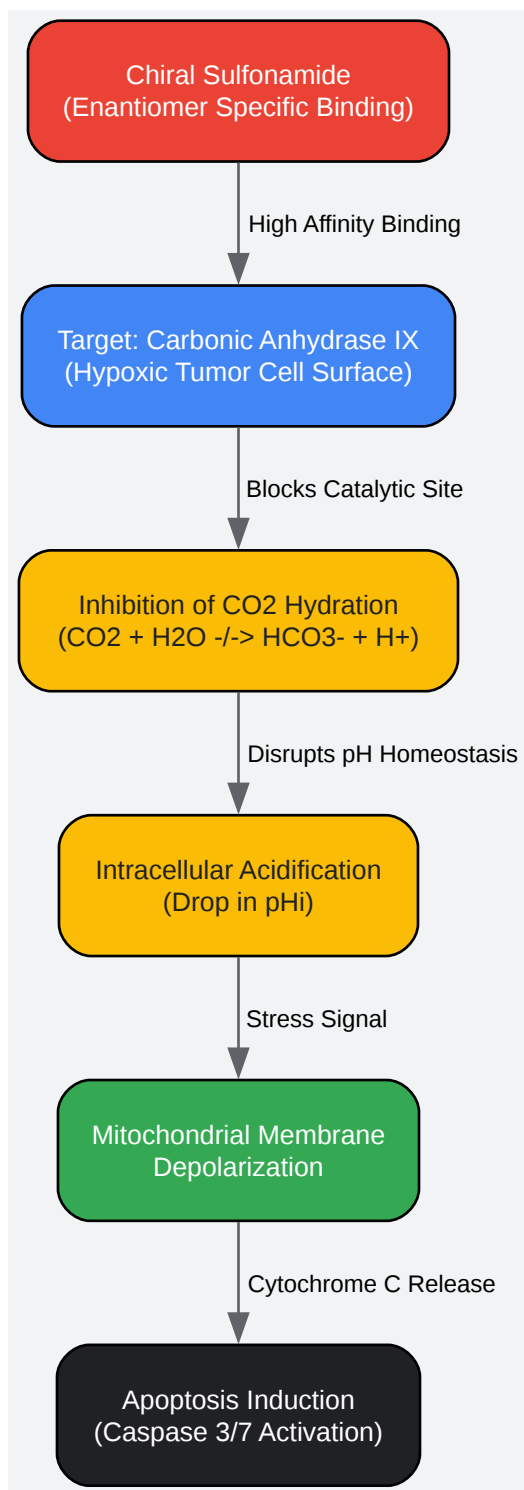 Chiral Sulfonamide
(Enantiomer Specific Binding)
High Affinity Binding
Target: Carbonic Anhydrase IX
(Hypoxic Tumor Cell Surface)
Blocks Catalytic Site
Inhibition of CO2 Hydration
(CO2 + H2O -/-> HCO3- + H+)
Disrupts pH Homeostasis
Intracellular Acidification
(Drop in pHi)
Stress Signal
Mitochondrial Membrane
Depolarization
Cytochrome C Release
Apoptosis Induction
(Caspase 3/7 Activation)